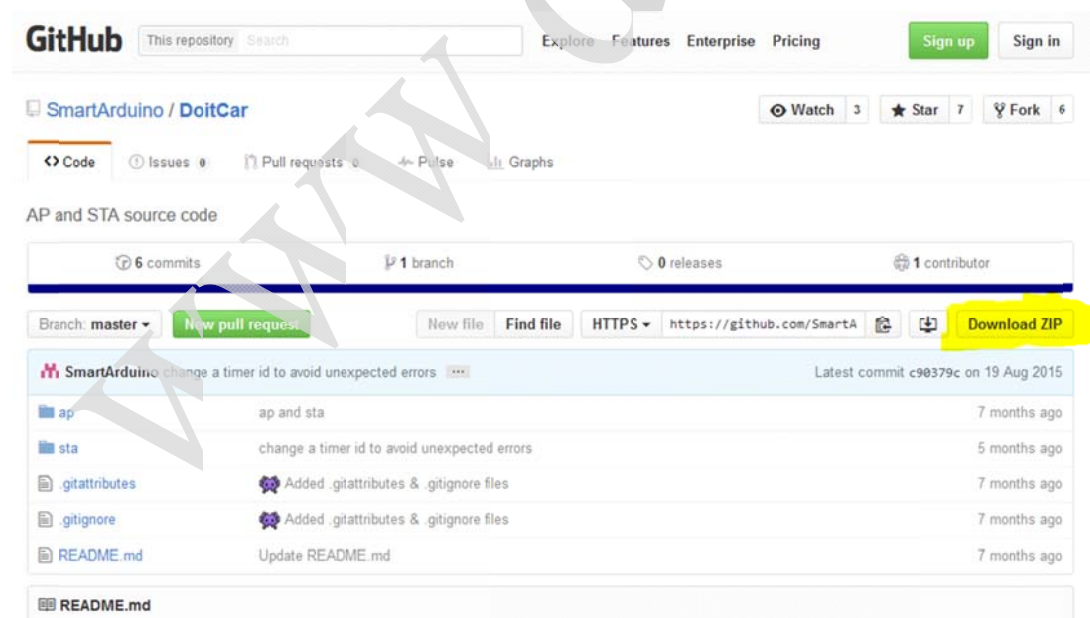 GitHub This repository Search Explore Features Enterprise Pricing Sign up Sign in
SmartArduino / DoitCar Watch 3 Star 7 Fork 6
Code Issues 0 Pull requests 0 Pulse Graphs
AP and STA source code
6 commits 1 branch 0 releases 1 contributor
Branch: master New pull request New file Find file HTTPS https://github.com/SmartA Download ZIP
SmartArduino change a timer id to avoid unexpected errors ... Latest commit c90379c on 19 Aug 2015
ap ap and sta 7 months ago
sta change a timer id to avoid unexpected errors 5 months ago
.gitattributes Added .gitattributes & .gitignore files 7 months ago
.gitignore Added .gitattributes & .gitignore files 7 months ago
README.md Update README.md 7 months ago
README.md
www